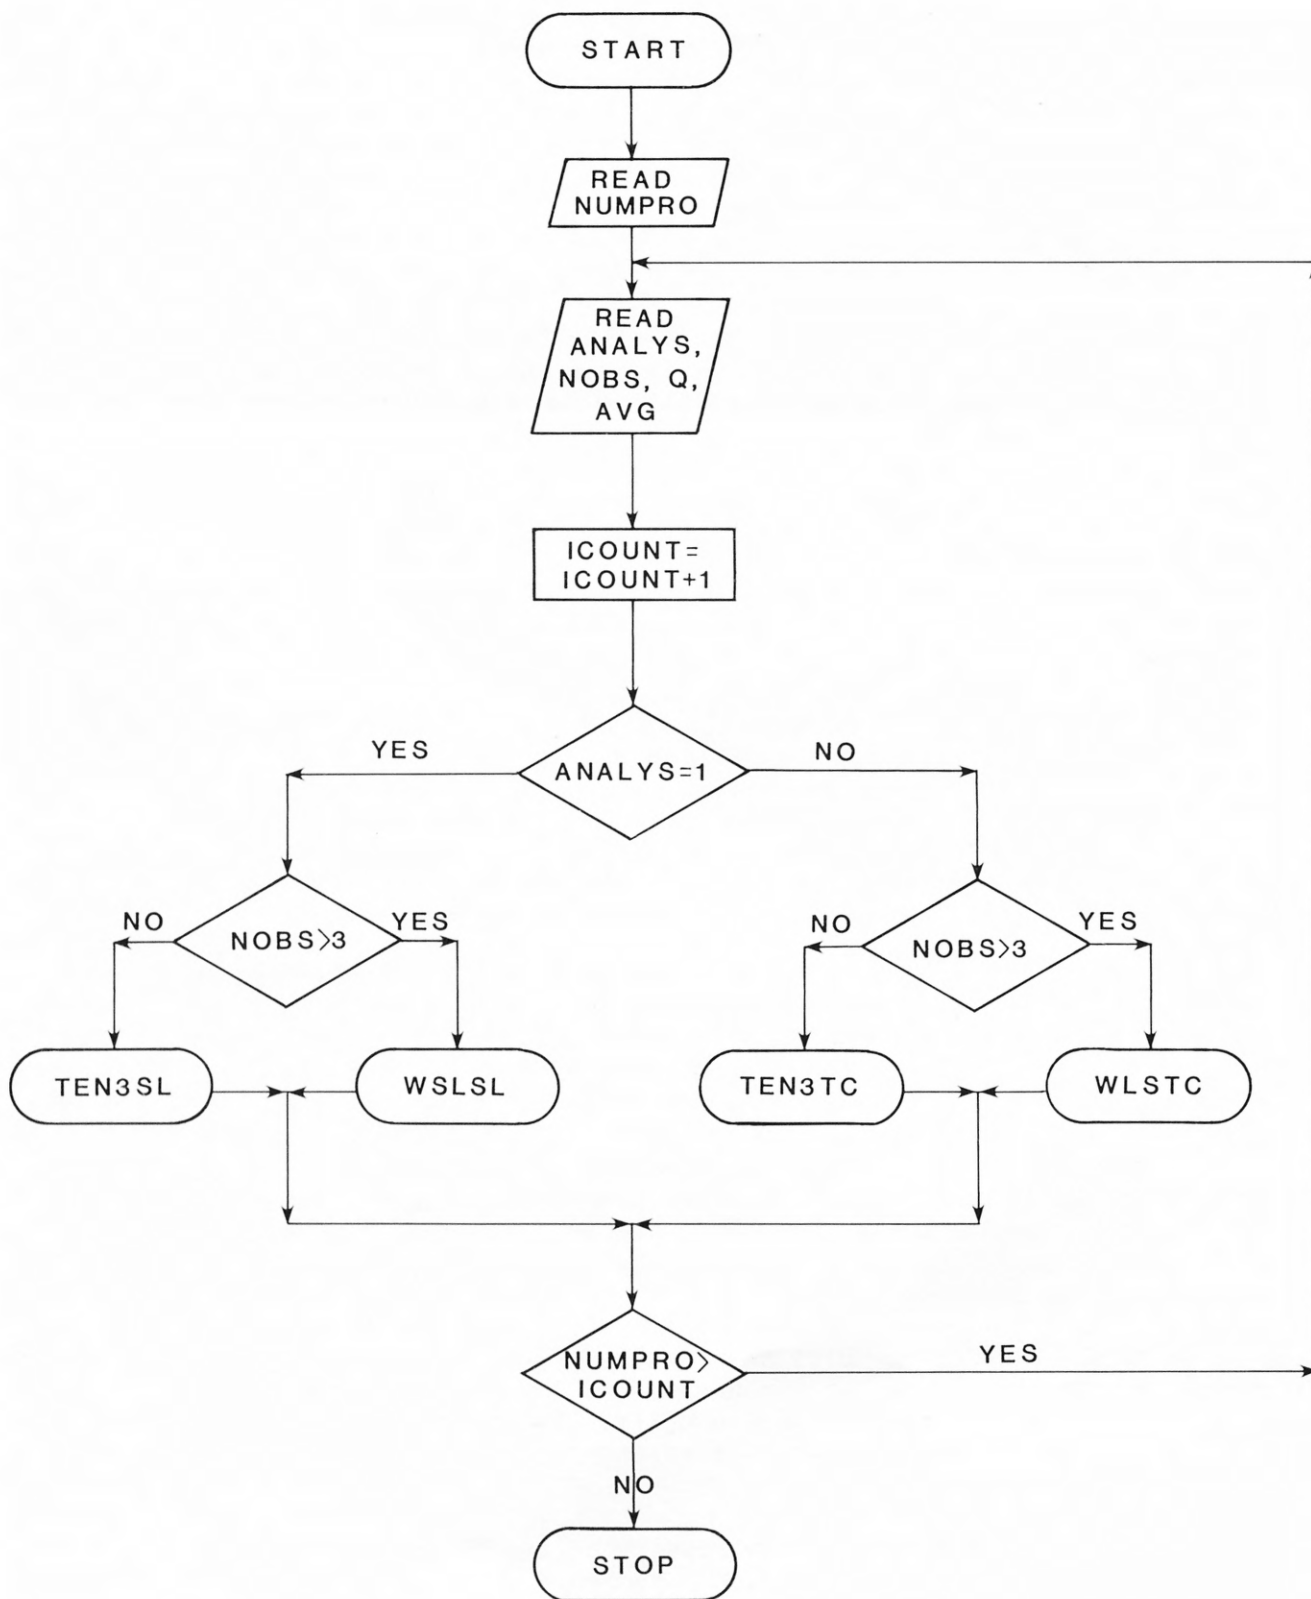 START
READ
NUMPRO
READ
ANALYS,
NOBS, Q,
AVG
ICOUNT=
ICOUNT+1
YES
ANALYS=1
NO
NO
NOBS>3
YES
NO
NOBS>3
YES
TEN3SL
WSLSL
TEN3TC
WLSTC
NUMPRO>
ICOUNT
YES
NO
STOP